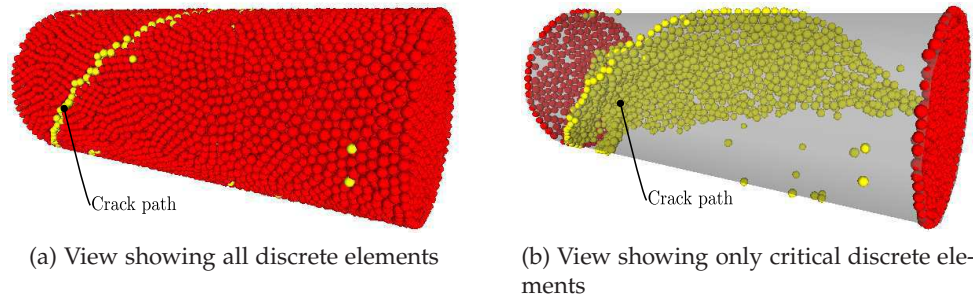 Crack path
Crack path
(a) View showing all discrete elements
(b) View showing only critical discrete ele-
ments